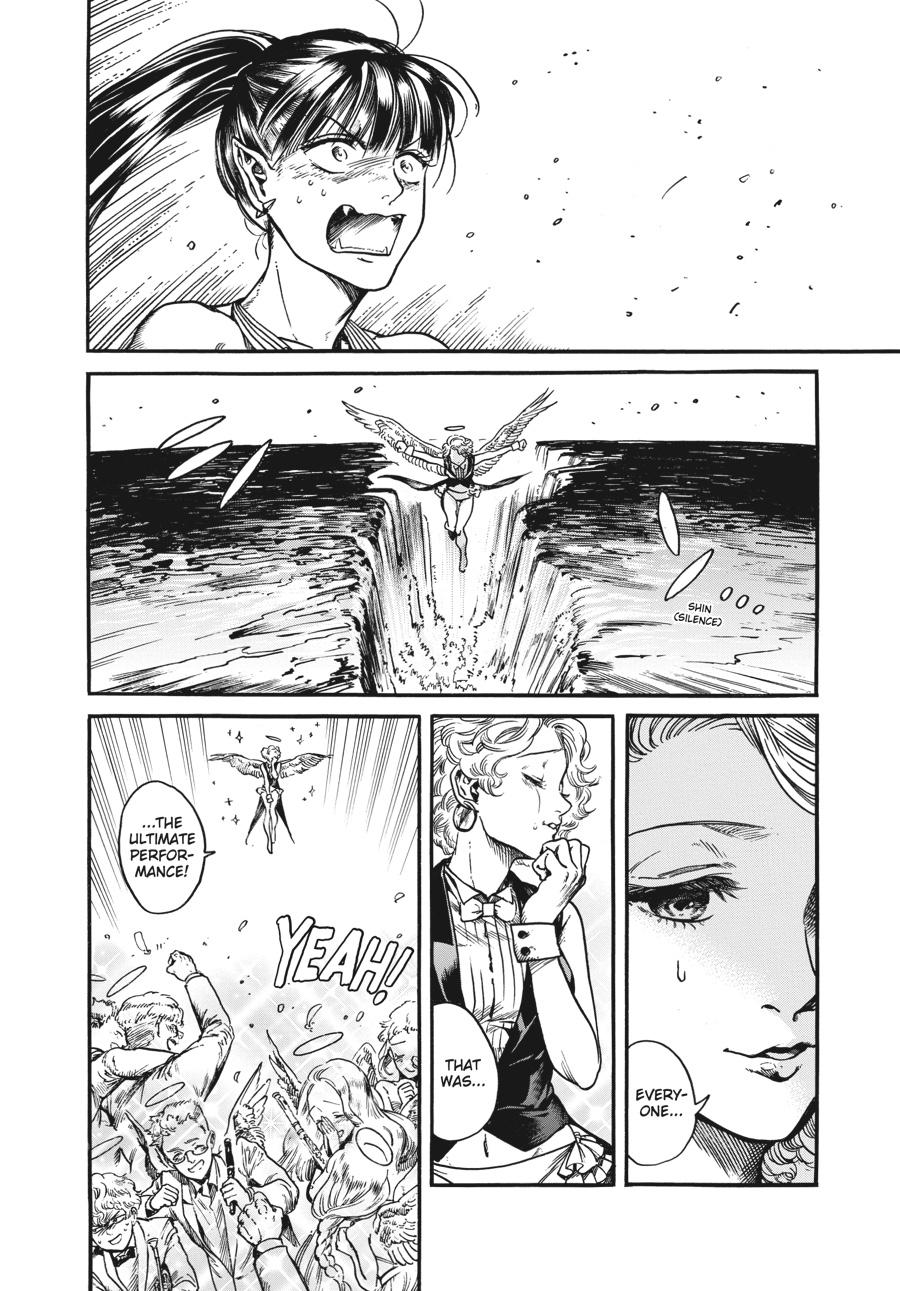 SHIN
(SILENCE)
EVERY-
ONE...
THAT
WAS...
...THE
ULTIMATE
PERFOR-
MANCE!
YEAH!